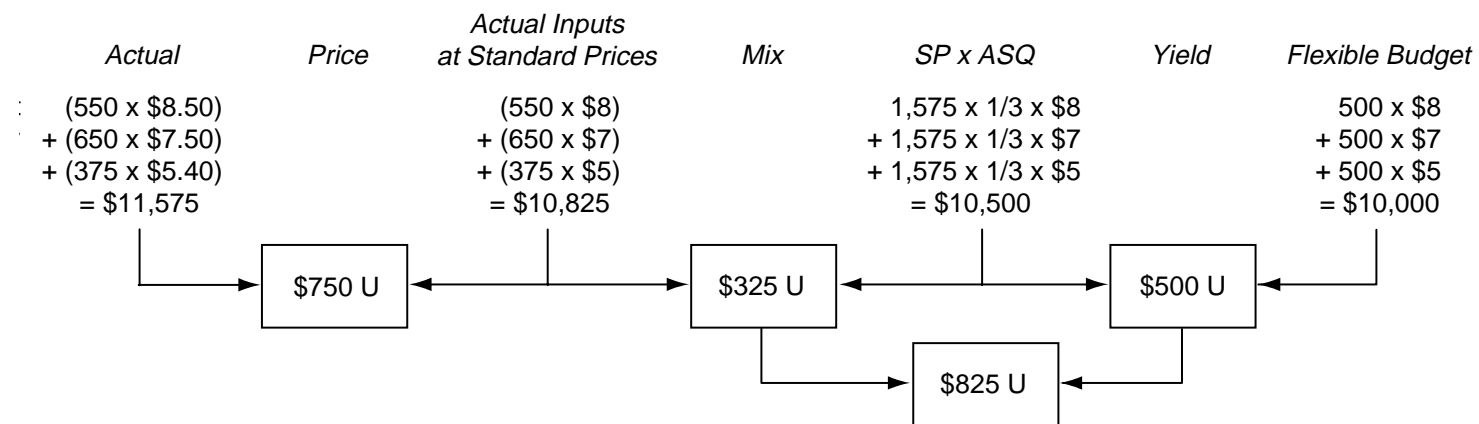 Actual
Price
Actual Inputs
at Standard Prices
Mix
SP x ASQ
Yield
Flexible Budget
(550 x $8.50)
+ (650 x $7.50)
+ (375 x $5.40)
= $11,575
(550 x $8)
+ (650 x $7)
+ (375 x $5)
= $10,825
1,575 x 1/3 x $8
+ 1,575 x 1/3 x $7
+ 1,575 x 1/3 x $5
= $10,500
500 x $8
+ 500 x $7
+ 500 x $5
= $10,000
$750 U
$325 U
$500 U
$825 U